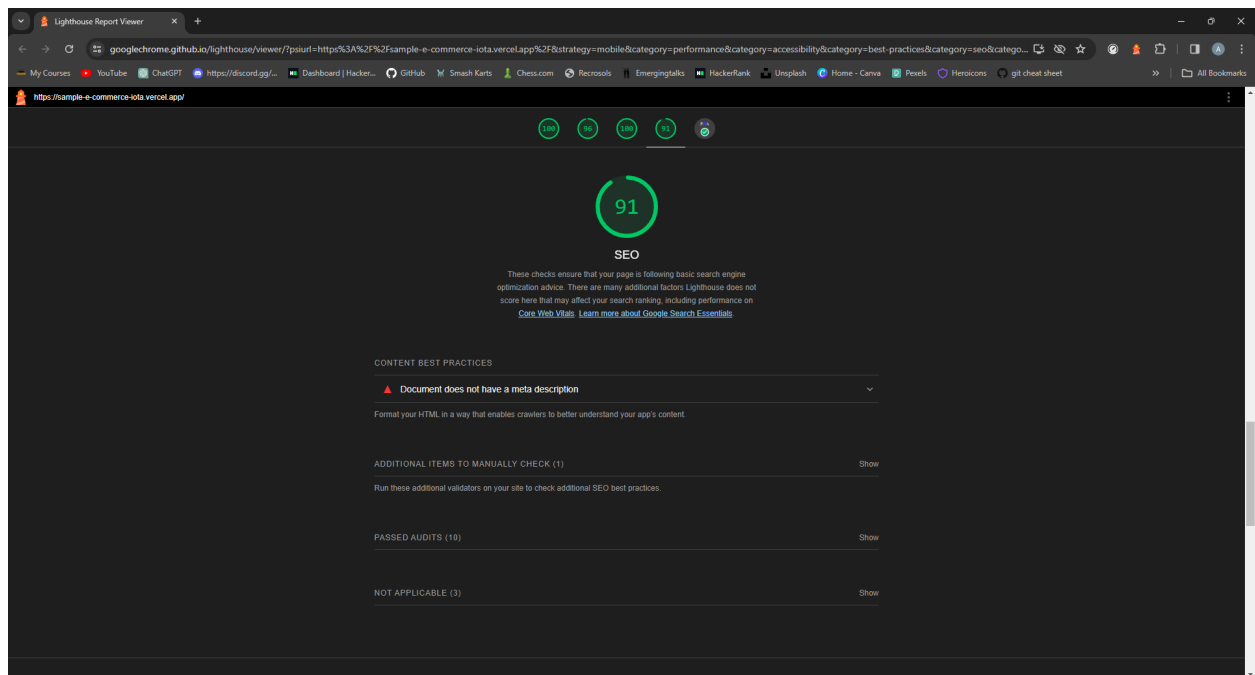 Lighthouse Report Viewer
googlechrome.github.io/lighthouse/viewer/?psiurl=https%3A%2F%2Fsample-e-commerce-iota.vercel.app%2F&strategy=mobile&category=performance&category=accessibility&category=best-practices&category=seo&catego...
My Courses YouTube ChatGPT https://discord.gg/... Dashboard | Hacker... GitHub Smash Karts Chess.com Recrosols Emergingtalks HackerRank Unsplash Home - Canva Pexels Heroicons git cheat sheet » All Bookmarks
https://sample-e-commerce-iota.vercel.app/
100 96 100 91
91
SEO
These checks ensure that your page is following basic search engine
optimization advice. There are many additional factors Lighthouse does not
score here that may affect your search ranking, including performance on
Core Web Vitals. Learn more about Google Search Essentials.
CONTENT BEST PRACTICES
Document does not have a meta description
Format your HTML in a way that enables crawlers to better understand your app's content.
ADDITIONAL ITEMS TO MANUALLY CHECK (1) Show
Run these additional validators on your site to check additional SEO best practices.
PASSED AUDITS (10) Show
NOT APPLICABLE (3) Show